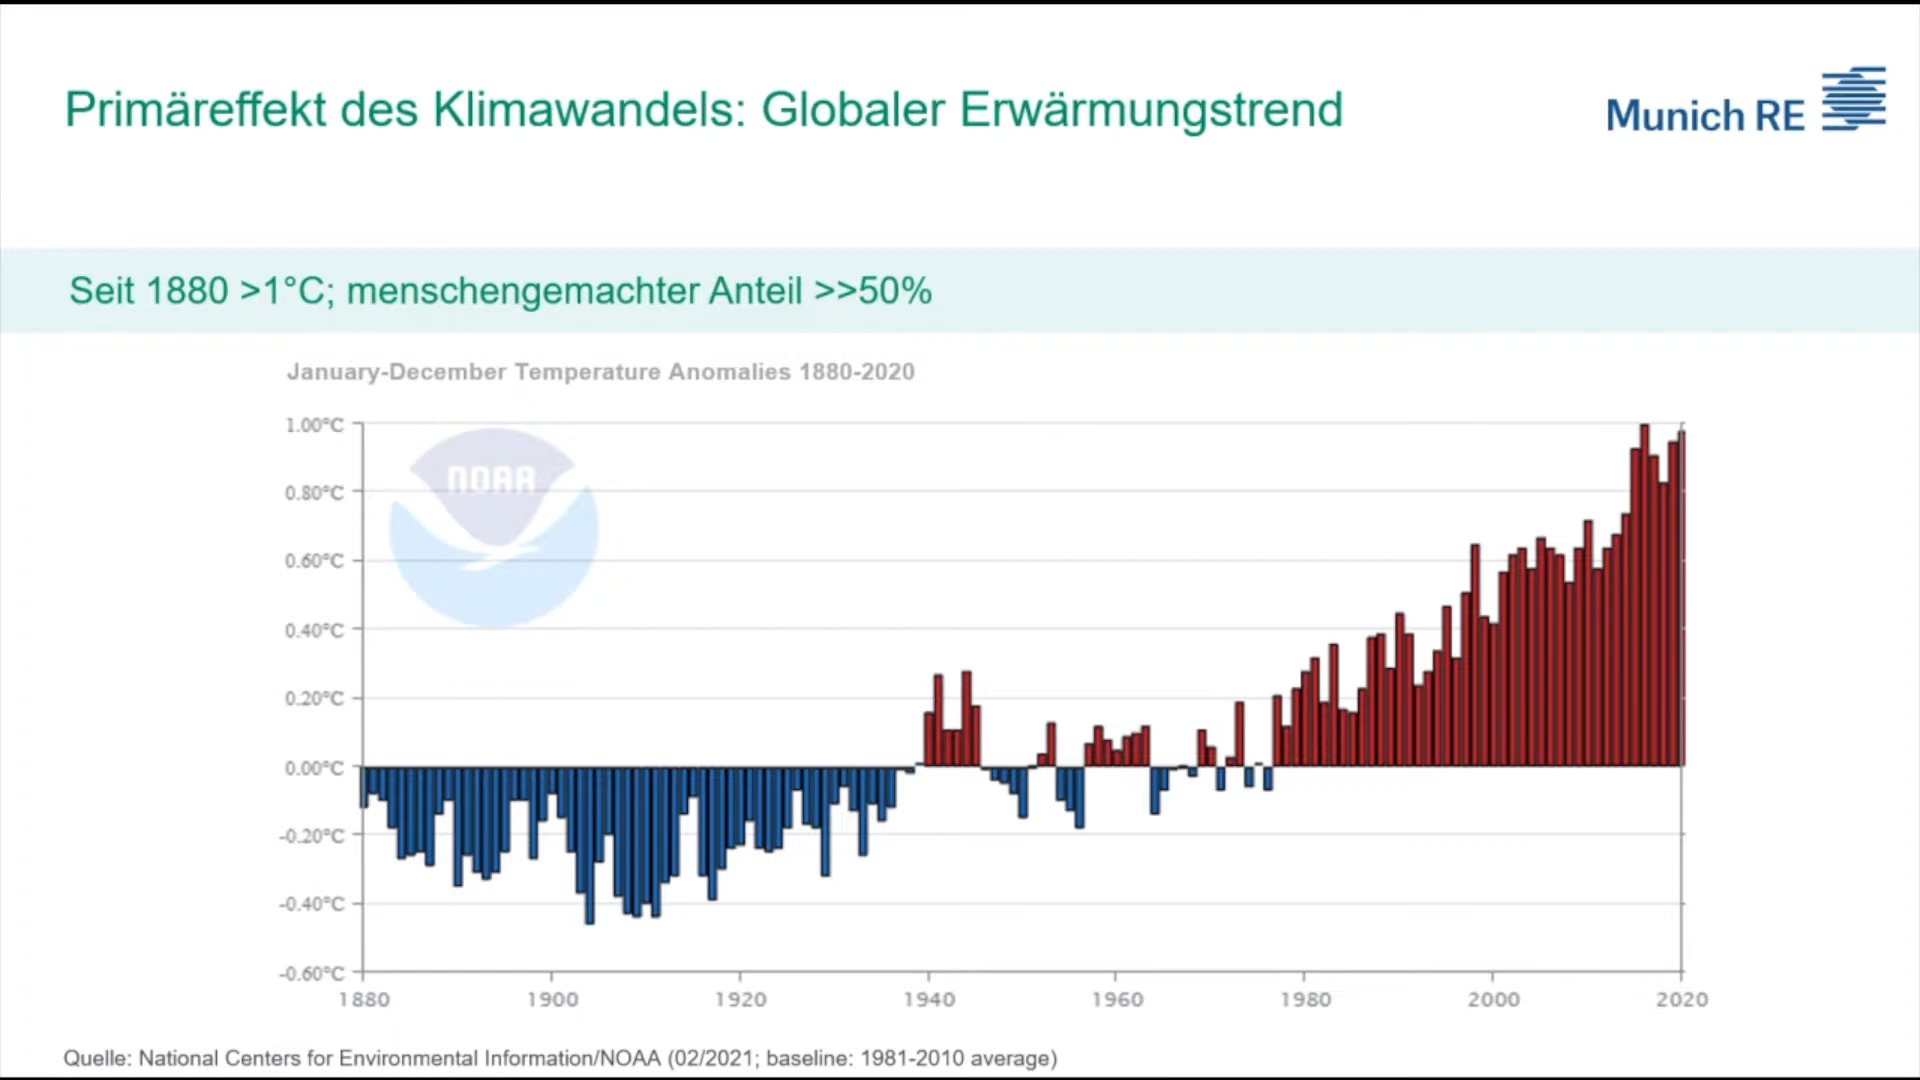 Primäreffekt des Klimawandels: Globaler Erwärmungstrend
Munich RE
Seit 1880 >1°C; menschengemachter Anteil >>50%
January-December Temperature Anomalies 1880-2020
1.00°C
NOAA
0.80°C
0.60°C
0.40°C
0.20°C
0.00°C
-0.20°C
-0.40°C
-0.60°C
1880 1900 1920 1940 1960 1980 2000 2020
Quelle: National Centers for Environmental Information/NOAA (02/2021; baseline: 1981-2010 average)